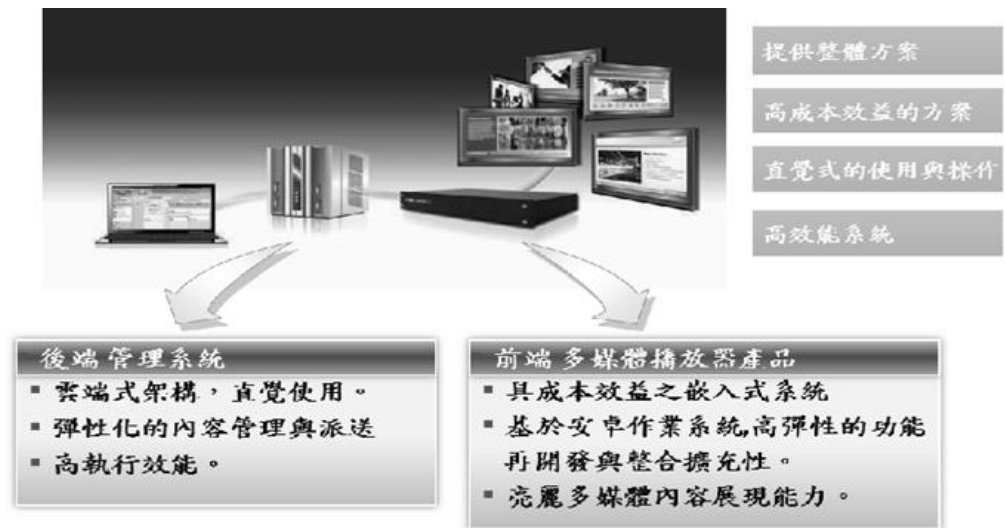 提供整體方案
高成本效益的方案
直覺式的使用與操作
高效能系統
後端管理系統
▪ 雲端式架構，直覺使用。
▪ 彈性化的內容管理與派送
▪ 高執行效能。
前端多媒體播放器產品
▪ 具成本效益之嵌入式系統
▪ 基於安卓作業系統,高彈性的功能
再開發與整合擴充性。
▪ 亮麗多媒體內容展現能力。